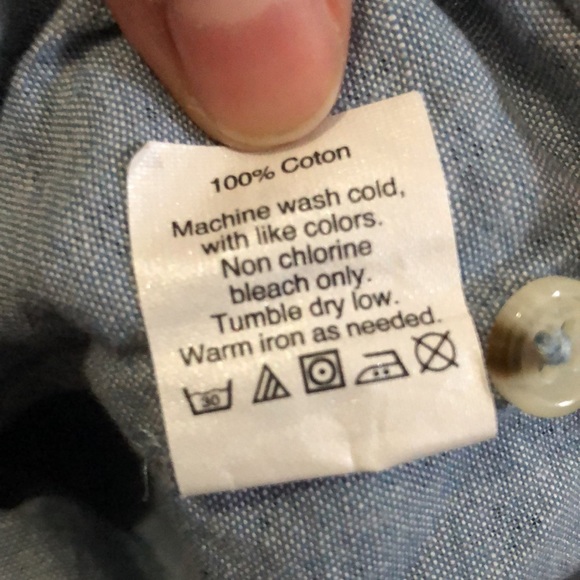 100% Coton
Machine wash cold,
with like colors.
Non chlorine
bleach only.
Tumble dry low.
Warm iron as needed.
30